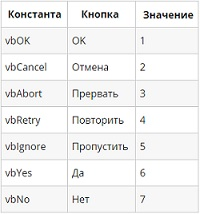 Константа Кнопка Значение
vbOK OK 1
vbCancel Отмена 2
vbAbort Прервать 3
vbRetry Повторить 4
vbIgnore Пропустить 5
vbYes Да 6
vbNo Нет 7